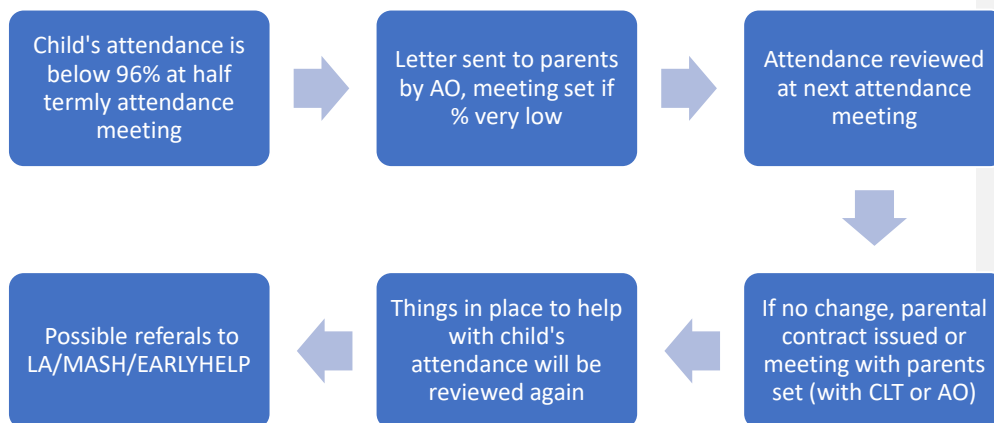 Child's attendance is
below 96% at half
termly attendance
meeting
Letter sent to parents
by AO, meeting set if
% very low
Attendance reviewed
at next attendance
meeting
If no change, parental
contract issued or
meeting with parents
set (with CLT or AO)
Things in place to help
with child's
attendance will be
reviewed again
Possible referals to
LA/MASH/EARLYHELP